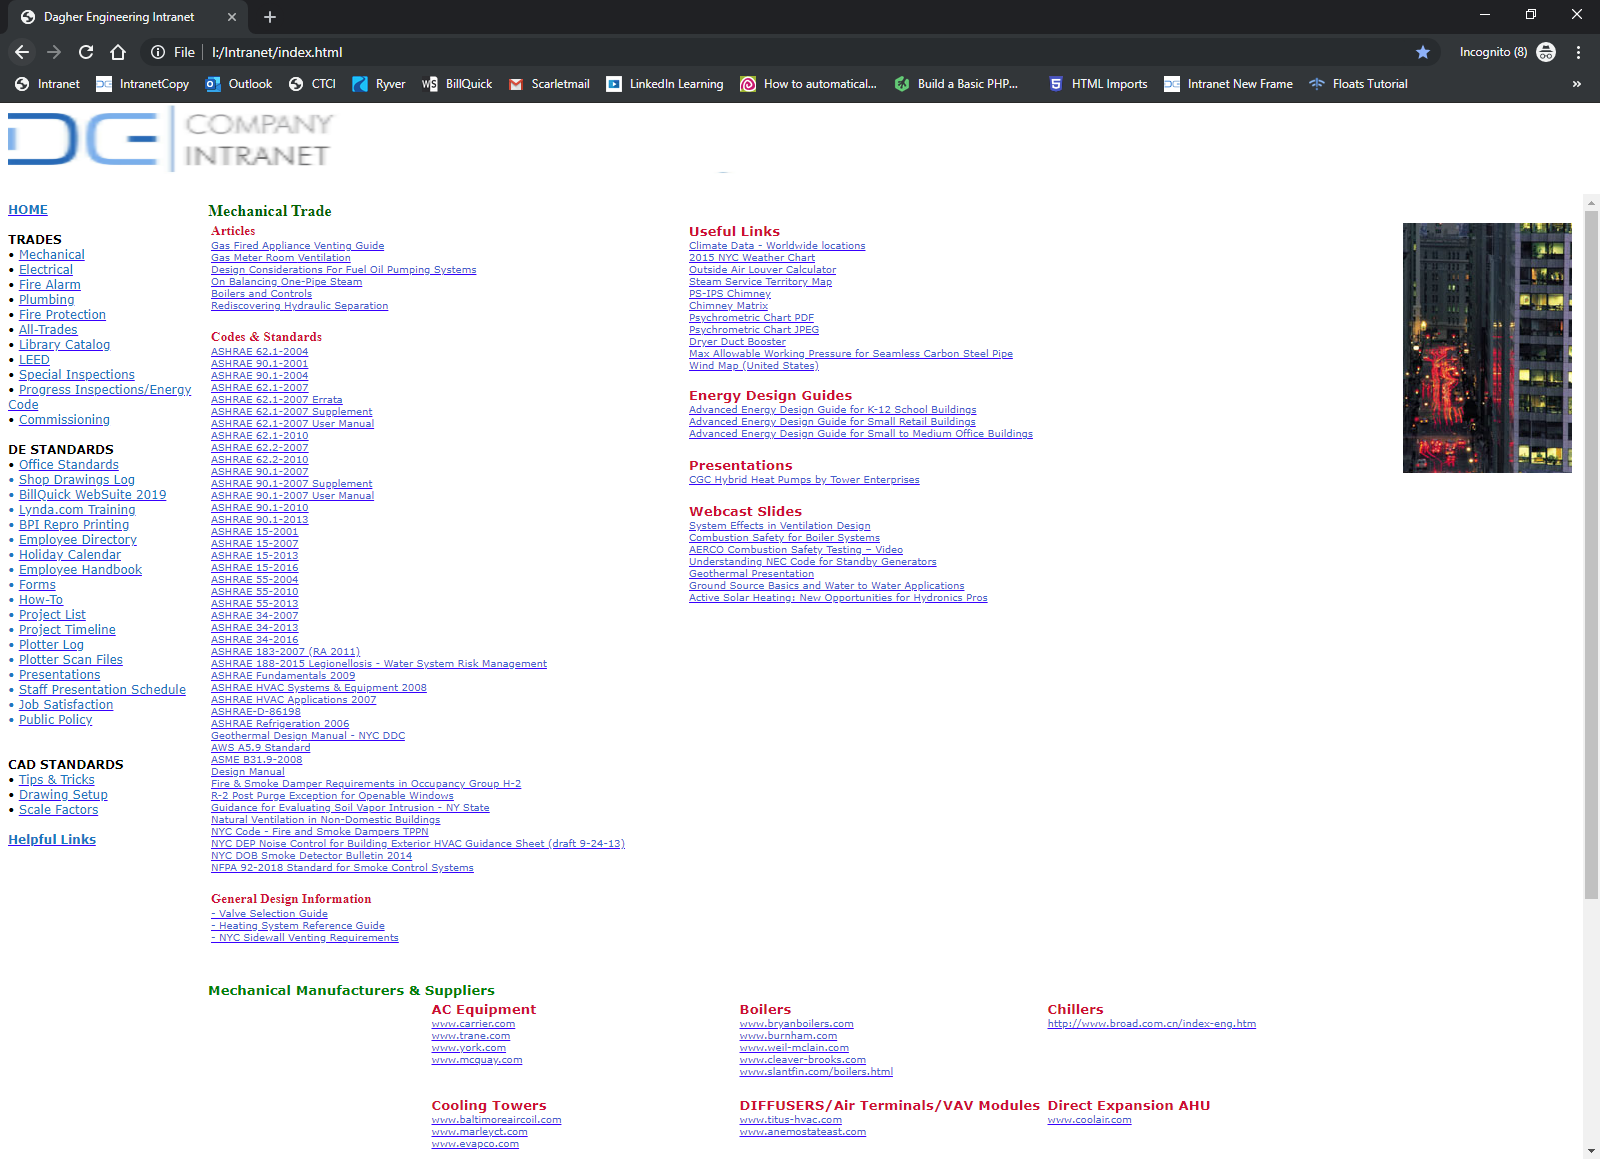 Dagher Engineering Intranet
File | I:/Intranet/index.html
Incognito (8)
Intranet
IntranetCopy
Outlook
CTCI
Ryver
BillQuick
Scarletmail
LinkedIn Learning
How to automatical...
Build a Basic PHP...
HTML Imports
Intranet New Frame
Floats Tutorial
»
DE COMPANY
INTRANET
HOME
TRADES
• Mechanical
• Electrical
• Fire Alarm
• Plumbing
• Fire Protection
• All-Trades
• Library Catalog
• LEED
• Special Inspections
• Progress Inspections/Energy
Code
• Commissioning
DE STANDARDS
• Office Standards
• Shop Drawings Log
• BillQuick WebSuite 2019
• Lynda.com Training
• BPI Repro Printing
• Employee Directory
• Holiday Calendar
• Employee Handbook
• Forms
• How-To
• Project List
• Project Timeline
• Plotter Log
• Plotter Scan Files
• Presentations
• Staff Presentation Schedule
• Job Satisfaction
• Public Policy
CAD STANDARDS
• Tips & Tricks
• Drawing Setup
• Scale Factors
Helpful Links
Mechanical Trade
Articles
Gas Fired Appliance Venting Guide
Gas Meter Room Ventilation
Design Considerations For Fuel Oil Pumping Systems
On Balancing One-Pipe Steam
Boilers and Controls
Rediscovering Hydraulic Separation
Codes & Standards
ASHRAE 62.1-2004
ASHRAE 90.1-2001
ASHRAE 90.1-2004
ASHRAE 62.1-2007
ASHRAE 62.1-2007 Errata
ASHRAE 62.1-2007 Supplement
ASHRAE 62.1-2007 User Manual
ASHRAE 62.1-2010
ASHRAE 62.2-2007
ASHRAE 62.2-2010
ASHRAE 90.1-2007
ASHRAE 90.1-2007 Supplement
ASHRAE 90.1-2007 User Manual
ASHRAE 90.1-2010
ASHRAE 90.1-2013
ASHRAE 15-2001
ASHRAE 15-2007
ASHRAE 15-2013
ASHRAE 15-2016
ASHRAE 55-2004
ASHRAE 55-2010
ASHRAE 55-2013
ASHRAE 34-2007
ASHRAE 34-2013
ASHRAE 34-2016
ASHRAE 183-2007 (RA 2011)
ASHRAE 188-2015 Legionellosis - Water System Risk Management
ASHRAE Fundamentals 2009
ASHRAE HVAC Systems & Equipment 2008
ASHRAE HVAC Applications 2007
ASHRAE-D-86198
ASHRAE Refrigeration 2006
Geothermal Design Manual - NYC DDC
AWS A5.9 Standard
ASME B31.9-2008
Design Manual
Fire & Smoke Damper Requirements in Occupancy Group H-2
R-2 Post Purge Exception for Openable Windows
Guidance for Evaluating Soil Vapor Intrusion - NY State
Natural Ventilation in Non-Domestic Buildings
NYC Code - Fire and Smoke Dampers TPPN
NYC DEP Noise Control for Building Exterior HVAC Guidance Sheet (draft 9-24-13)
NYC DOB Smoke Detector Bulletin 2014
NFPA 92-2018 Standard for Smoke Control Systems
General Design Information
- Valve Selection Guide
- Heating System Reference Guide
- NYC Sidewall Venting Requirements
Useful Links
Climate Data - Worldwide locations
2015 NYC Weather Chart
Outside Air Louver Calculator
Steam Service Territory Map
PS-IPS Chimney
Chimney Matrix
Psychrometric Chart PDF
Psychrometric Chart JPEG
Dryer Duct Booster
Max Allowable Working Pressure for Seamless Carbon Steel Pipe
Wind Map (United States)
Energy Design Guides
Advanced Energy Design Guide for K-12 School Buildings
Advanced Energy Design Guide for Small Retail Buildings
Advanced Energy Design Guide for Small to Medium Office Buildings
Presentations
CGC Hybrid Heat Pumps by Tower Enterprises
Webcast Slides
System Effects in Ventilation Design
Combustion Safety for Boiler Systems
AERCO Combustion Safety Testing – Video
Understanding NEC Code for Standby Generators
Geothermal Presentation
Ground Source Basics and Water to Water Applications
Active Solar Heating: New Opportunities for Hydronics Pros
Mechanical Manufacturers & Suppliers
AC Equipment
www.carrier.com
www.trane.com
www.york.com
www.mcquay.com
Boilers
www.bryanboilers.com
www.burnham.com
www.weil-mclain.com
www.cleaver-brooks.com
www.slantfin.com/boilers.html
Chillers
http://www.broad.com.cn/index-eng.htm
Cooling Towers
www.baltimoreaircoil.com
www.marleyct.com
www.evapco.com
DIFFUSERS/Air Terminals/VAV Modules
www.titus-hvac.com
www.anemostateast.com
Direct Expansion AHU
www.coolair.com